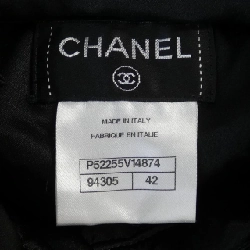 CHANEL
MADE IN ITALY
FABRIQUE EN ITALIE
P52255V14874
94305 42